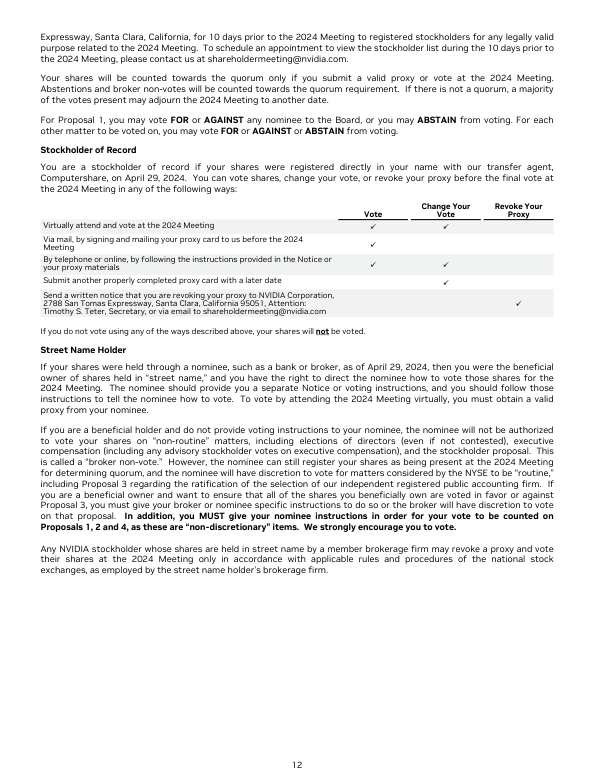 Expressway, Santa Clara, California, for 10 days prior to the 2024 Meeting to registered stockholders for any legally valid
purpose related to the 2024 Meeting. To schedule an appointment to view the stockholder list during the 10 days prior to
the 2024 Meeting, please contact us at shareholdermeeting@nvidia.com.
Your shares will be counted towards the quorum only if you submit a valid proxy or vote at the 2024 Meeting.
Abstentions and broker non-votes will be counted towards the quorum requirement. If there is not a quorum, a majority
of the votes present may adjourn the 2024 Meeting to another date.
For Proposal 1, you may vote FOR or AGAINST any nominee to the Board, or you may ABSTAIN from voting. For each
other matter to be voted on, you may vote FOR or AGAINST or ABSTAIN from voting.
Stockholder of Record
You are a stockholder of record if your shares were registered directly in your name with our transfer agent,
Computershare, on April 29, 2024. You can vote shares, change your vote, or revoke your proxy before the final vote at
the 2024 Meeting in any of the following ways:
Vote Change Your Vote Revoke Your Proxy
Virtually attend and vote at the 2024 Meeting ✓ ✓
Via mail, by signing and mailing your proxy card to us before the 2024
Meeting ✓
By telephone or online, by following the instructions provided in the Notice or
your proxy materials ✓ ✓
Submit another properly completed proxy card with a later date ✓
Send a written notice that you are revoking your proxy to NVIDIA Corporation,
2788 San Tomas Expressway, Santa Clara, California 95051, Attention:
Timothy S. Teter, Secretary, or via email to shareholdermeeting@nvidia.com ✓
If you do not vote using any of the ways described above, your shares will not be voted.
Street Name Holder
If your shares were held through a nominee, such as a bank or broker, as of April 29, 2024, then you were the beneficial
owner of shares held in “street name,” and you have the right to direct the nominee how to vote those shares for the
2024 Meeting. The nominee should provide you a separate Notice or voting instructions, and you should follow those
instructions to tell the nominee how to vote. To vote by attending the 2024 Meeting virtually, you must obtain a valid
proxy from your nominee.
If you are a beneficial holder and do not provide voting instructions to your nominee, the nominee will not be authorized
to vote your shares on “non-routine” matters, including elections of directors (even if not contested), executive
compensation (including any advisory stockholder votes on executive compensation), and the stockholder proposal. This
is called a “broker non-vote.” However, the nominee can still register your shares as being present at the 2024 Meeting
for determining quorum, and the nominee will have discretion to vote for matters considered by the NYSE to be “routine,”
including Proposal 3 regarding the ratification of the selection of our independent registered public accounting firm. If
you are a beneficial owner and want to ensure that all of the shares you beneficially own are voted in favor or against
Proposal 3, you must give your broker or nominee specific instructions to do so or the broker will have discretion to vote
on that proposal. In addition, you MUST give your nominee instructions in order for your vote to be counted on
Proposals 1, 2 and 4, as these are “non-discretionary” items. We strongly encourage you to vote.
Any NVIDIA stockholder whose shares are held in street name by a member brokerage firm may revoke a proxy and vote
their shares at the 2024 Meeting only in accordance with applicable rules and procedures of the national stock
exchanges, as employed by the street name holder’s brokerage firm.
12